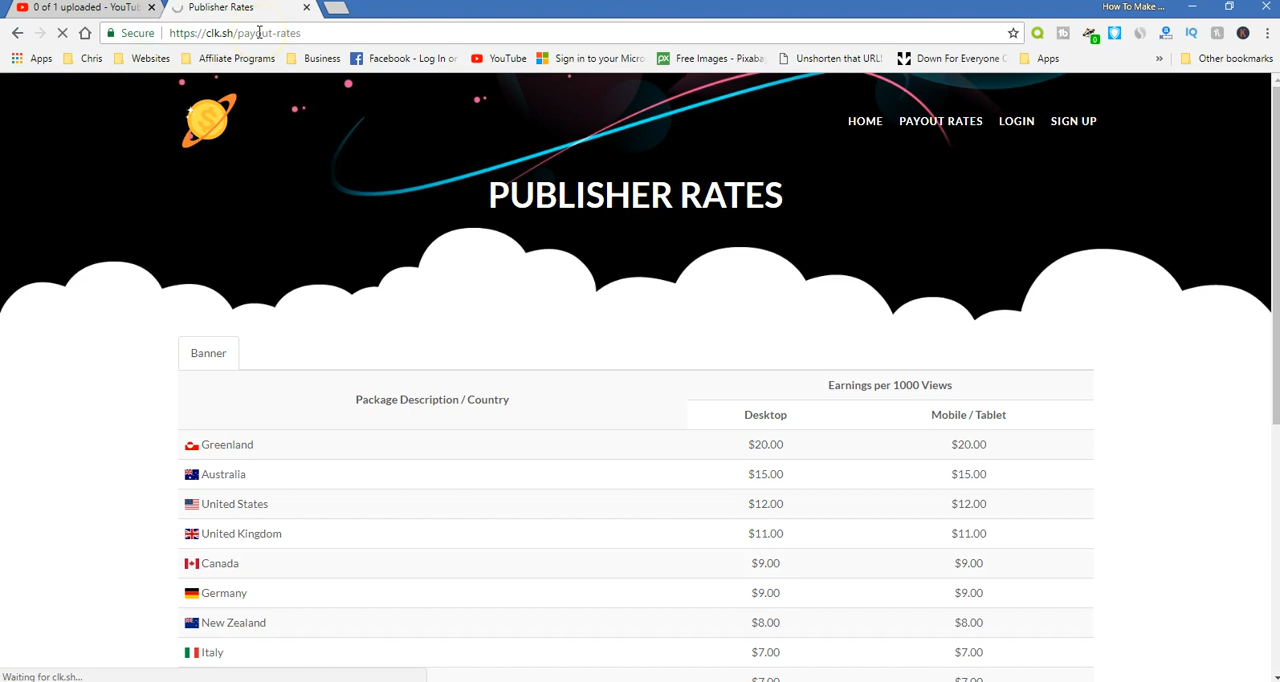 0 of 1 uploaded - YouTu
Publisher Rates
How To Make ...
Secure
https://clk.sh/payout-rates
Apps
Chris
Websites
Affiliate Programs
Business
Facebook - Log In or
YouTube
Sign in to your Micro
Free Images - Pixaba
Unshorten that URL!
Down For Everyone O
Apps
»
Other bookmarks
HOME
PAYOUT RATES
LOGIN
SIGN UP
PUBLISHER RATES
Banner
Package Description / Country
Earnings per 1000 Views
Desktop
Mobile / Tablet
Greenland $20.00 $20.00
Australia $15.00 $15.00
United States $12.00 $12.00
United Kingdom $11.00 $11.00
Canada $9.00 $9.00
Germany $9.00 $9.00
New Zealand $8.00 $8.00
Italy $7.00 $7.00
Waiting for clk.sh...